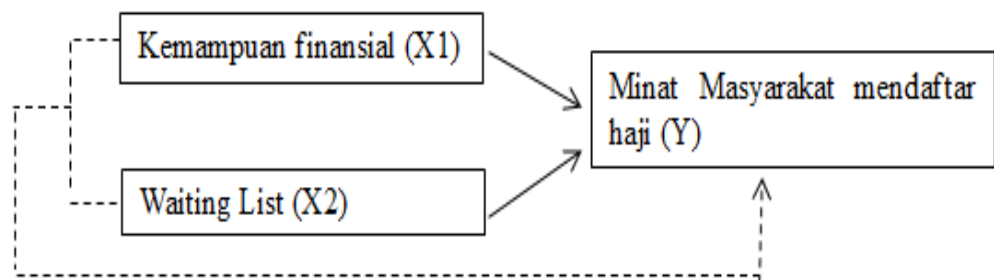 Kemampuan finansial (X1)
Minat Masyarakat mendaftar
haji (Y)
Waiting List (X2)